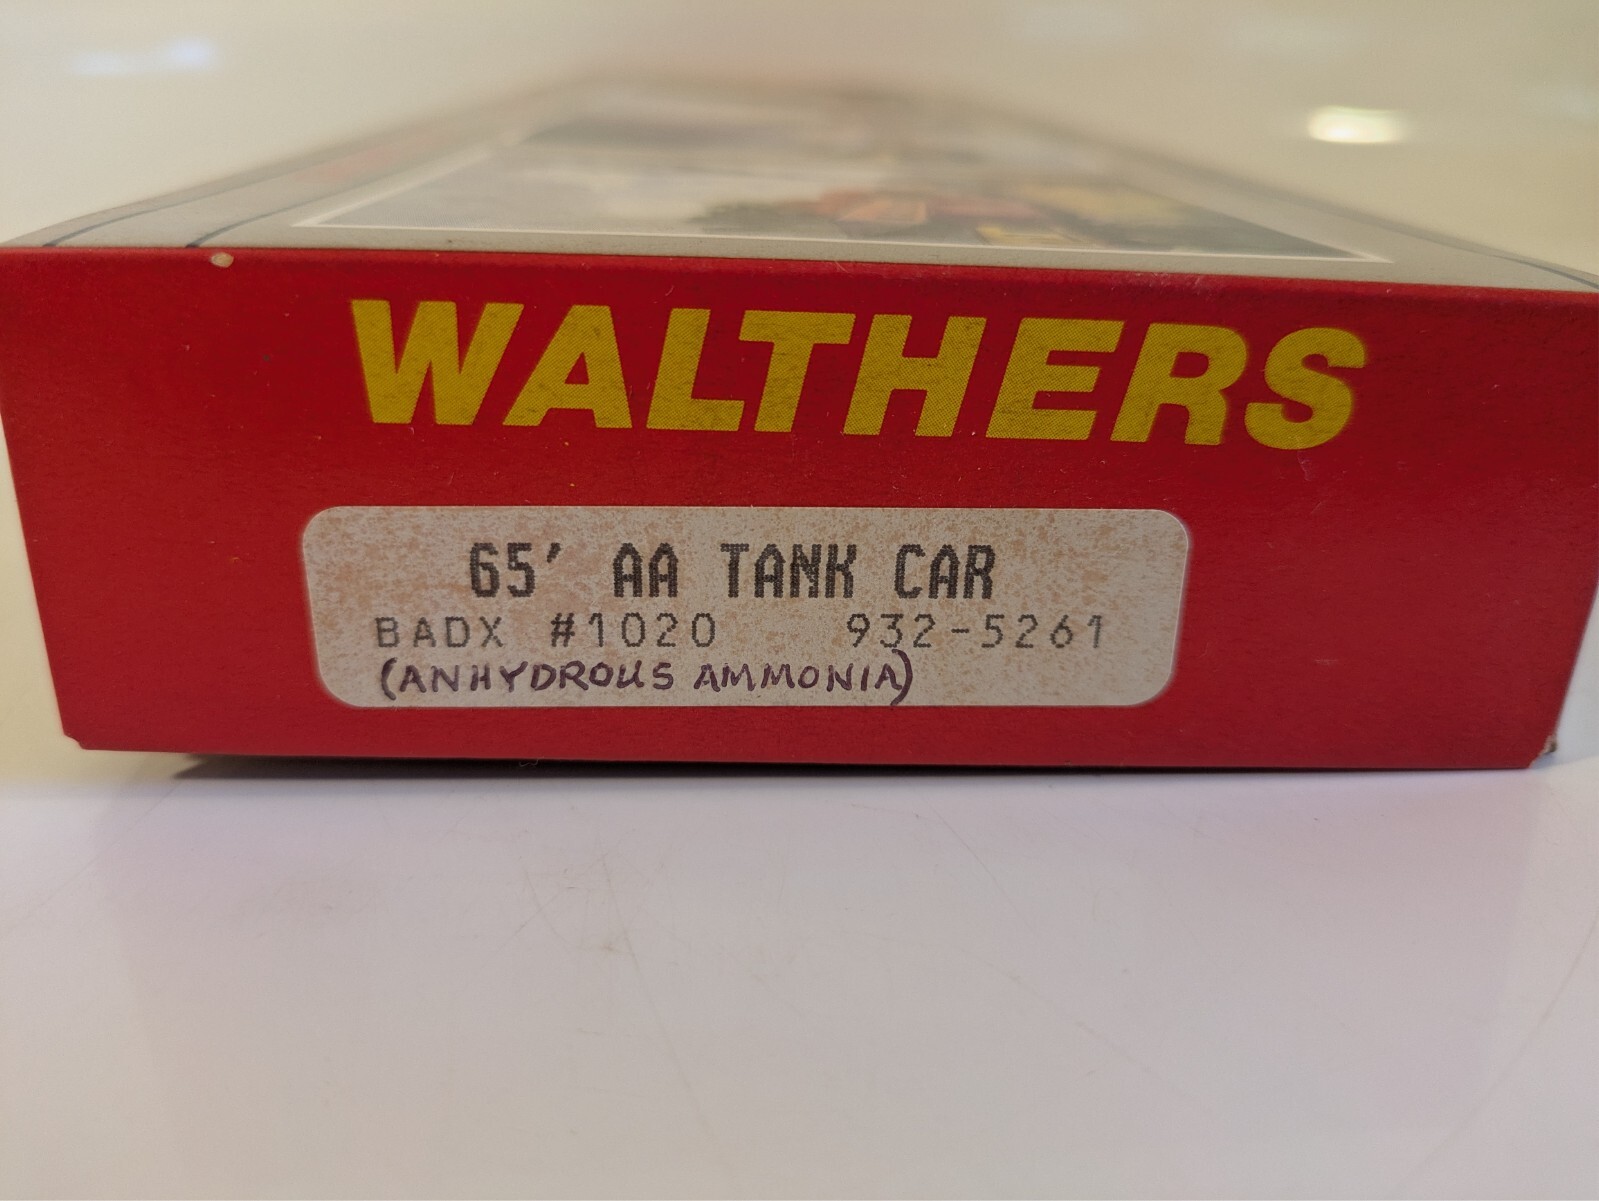 WALTHERS
65' AA TANK CAR
BADX #1020 932-5261
(ANHYDROUS AMMONIA)